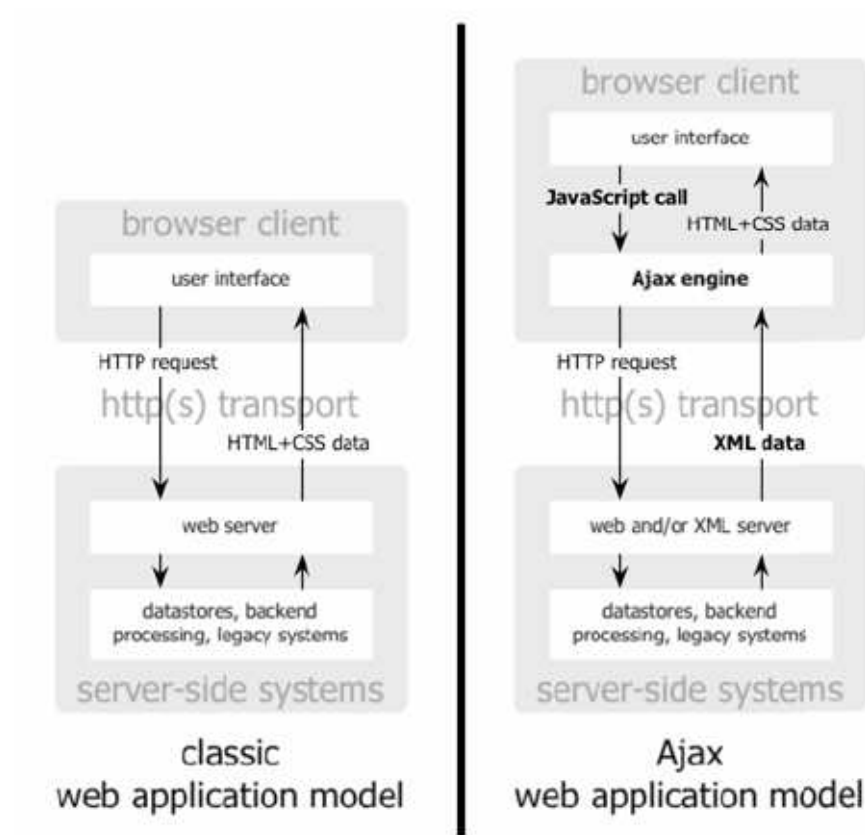 browser client
user interface
HTTP request
http(s) transport
HTML+CSS data
web server
datastores, backend
processing, legacy systems
server-side systems
classic
web application model
browser client
user interface
JavaScript call
HTML+CSS data
Ajax engine
HTTP request
http(s) transport
XML data
web and/or XML server
datastores, backend
processing, legacy systems
server-side systems
Ajax
web application model